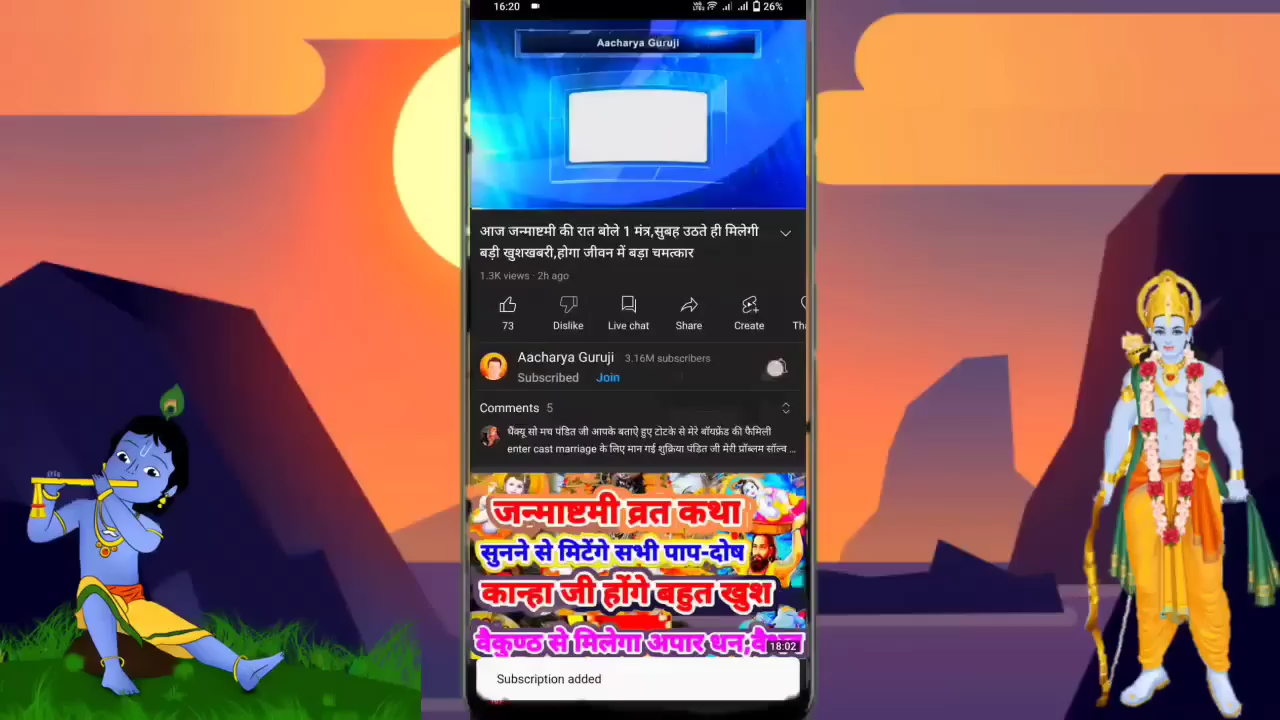 16:20
26%
Aacharya Guruji
आज जन्माष्टमी की रात बोले 1 मंत्र,सुबह उठते ही मिलेगी
बड़ी खुशखबरी,होगा जीवन में बड़ा चमत्कार
1.3K views · 2h ago
73
Dislike
Live chat
Share
Create
Aacharya Guruji 3.16M subscribers
Subscribed Join
Comments 5
थैंक्यू सो मच पंडित जी आपके बताऐ हुए टोटके से मेरे बॉयफ्रेंड की फैमिली
enter cast marriage के लिए मान गई शुक्रिया पंडित जी मेरी प्रॉब्लम सॉल्व ...
जन्माष्टमी व्रत कथा
सुनने से मिटेंगे सभी पाप-दोष
कान्हा जी होंगे बहुत खुश
वैकुण्ठ से मिलेगा अपार धन;
18:02
Subscription added